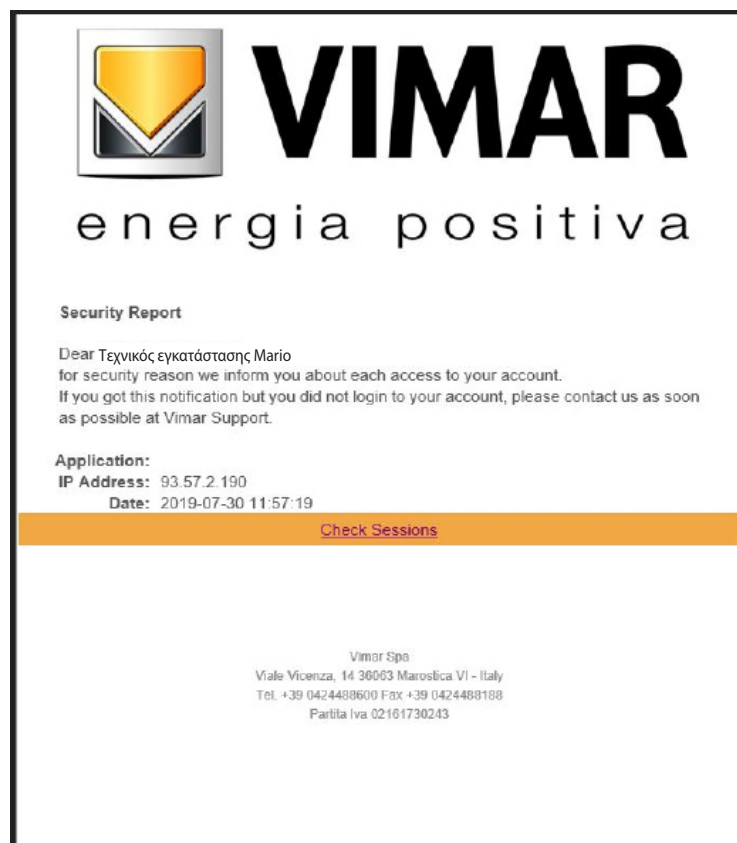 VIMAR
energia positiva
Security Report
Dear Τεχνικός εγκατάστασης Mario
for security reason we inform you about each access to your account.
If you got this notification but you did not login to your account, please contact us as soon
as possible at Vimar Support.
Application:
IP Address: 93.57.2.190
Date: 2019-07-30 11:57:19
Check Sessions
Vimar Spa
Viale Vicenza, 14 36063 Marostica VI - Italy
Tel. +39 0424488600 Fax +39 0424488188
Partita Iva 02161730243